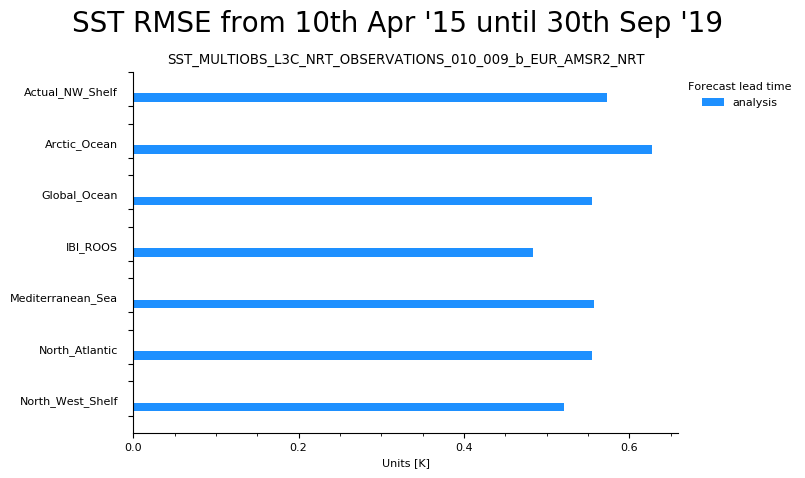 SST RMSE from 10th Apr '15 until 30th Sep '19
SST_MULTIOBS_L3C_NRT_OBSERVATIONS_010_009_b_EUR_AMSR2_NRT
Forecast lead time
analysis
Actual_NW_Shelf
Arctic_Ocean
Global_Ocean
IBI_ROOS
Mediterranean_Sea
North_Atlantic
North_West_Shelf
0.0 0.2 0.4 0.6
Units [K]